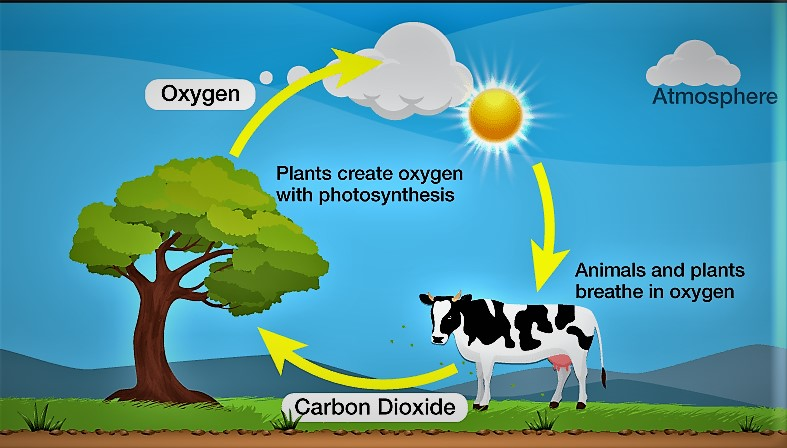 Oxygen
Atmosphere
Plants create oxygen
with photosynthesis
Animals and plants
breathe in oxygen
Carbon Dioxide